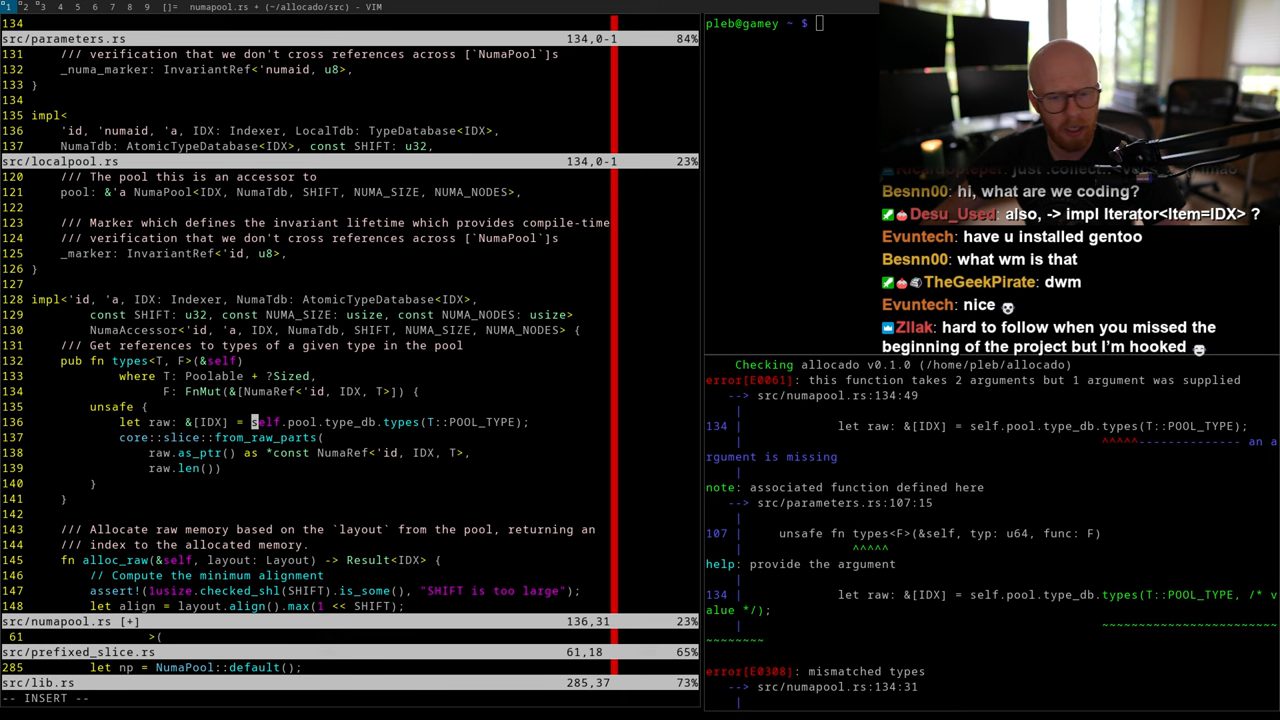 1 2 3 4 5 6 7 8 9 []= numapool.rs + (~/allocado/src) - VIM
134
src/parameters.rs 134,0-1 84%
131 /// verification that we don't cross references across [`NumaPool`]s
132 _numa_marker: InvariantRef<'numaid, u8>,
133 }
134
135 impl<
136 'id, 'numaid, 'a, IDX: Indexer, LocalTdb: TypeDatabase<IDX>,
137 NumaTdb: AtomicTypeDatabase<IDX>, const SHIFT: u32,
src/localpool.rs 134,0-1 23%
120 /// The pool this is an accessor to
121 pool: &'a NumaPool<IDX, NumaTdb, SHIFT, NUMA_SIZE, NUMA_NODES>,
122
123 /// Marker which defines the invariant lifetime which provides compile-time
124 /// verification that we don't cross references across [`NumaPool`]s
125 _marker: InvariantRef<'id, u8>,
126 }
127
128 impl<'id, 'a, IDX: Indexer, NumaTdb: AtomicTypeDatabase<IDX>,
129 const SHIFT: u32, const NUMA_SIZE: usize, const NUMA_NODES: usize>
130 NumaAccessor<'id, 'a, IDX, NumaTdb, SHIFT, NUMA_SIZE, NUMA_NODES> {
131 /// Get references to types of a given type in the pool
132 pub fn types<T, F>(&self)
133 where T: Poolable + ?Sized,
134 F: FnMut(&[NumaRef<'id, IDX, T>]) {
135 unsafe {
136 let raw: &[IDX] = self.pool.type_db.types(T::POOL_TYPE);
137 core::slice::from_raw_parts(
138 raw.as_ptr() as *const NumaRef<'id, IDX, T>,
139 raw.len())
140 }
141 }
142
143 /// Allocate raw memory based on the `layout` from the pool, returning an
144 /// index to the allocated memory.
145 fn alloc_raw(&self, layout: Layout) -> Result<IDX> {
146 // Compute the minimum alignment
147 assert!(1usize.checked_shl(SHIFT).is_some(), "SHIFT is too large");
148 let align = layout.align().max(1 << SHIFT);
src/numapool.rs [+] 136,31 23%
61 >(
src/prefixed_slice.rs 61,18 65%
285 let np = NumaPool::default();
src/lib.rs 285,37 73%
-- INSERT --
pleb@gamey ~ $
Besnn00: hi, what are we coding?
Desu_Used: also, -> impl Iterator<Item=IDX> ?
Evuntech: have u installed gentoo
Besnn00: what wm is that
TheGeekPirate: dwm
Evuntech: nice
Zllak: hard to follow when you missed the
beginning of the project but I'm hooked
Checking allocado v0.1.0 (/home/pleb/allocado)
error[E0061]: this function takes 2 arguments but 1 argument was supplied
--> src/numapool.rs:134:49
|
134 | let raw: &[IDX] = self.pool.type_db.types(T::POOL_TYPE);
| ^^^^^-------------- an a
rgument is missing
|
note: associated function defined here
--> src/parameters.rs:107:15
|
107 | unsafe fn types<F>(&self, typ: u64, func: F)
| ^^^^^
help: provide the argument
|
134 | let raw: &[IDX] = self.pool.type_db.types(T::POOL_TYPE, /* v
alue */);
| ~~~~~~~~~~~~~~~~~~~~~~~~
~~~~~~~~
error[E0308]: mismatched types
--> src/numapool.rs:134:31
|